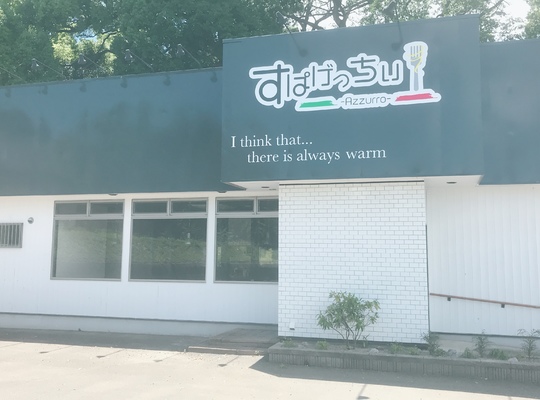 すぱげっちぃ
-Azzurro-
I think that...
there is always warm